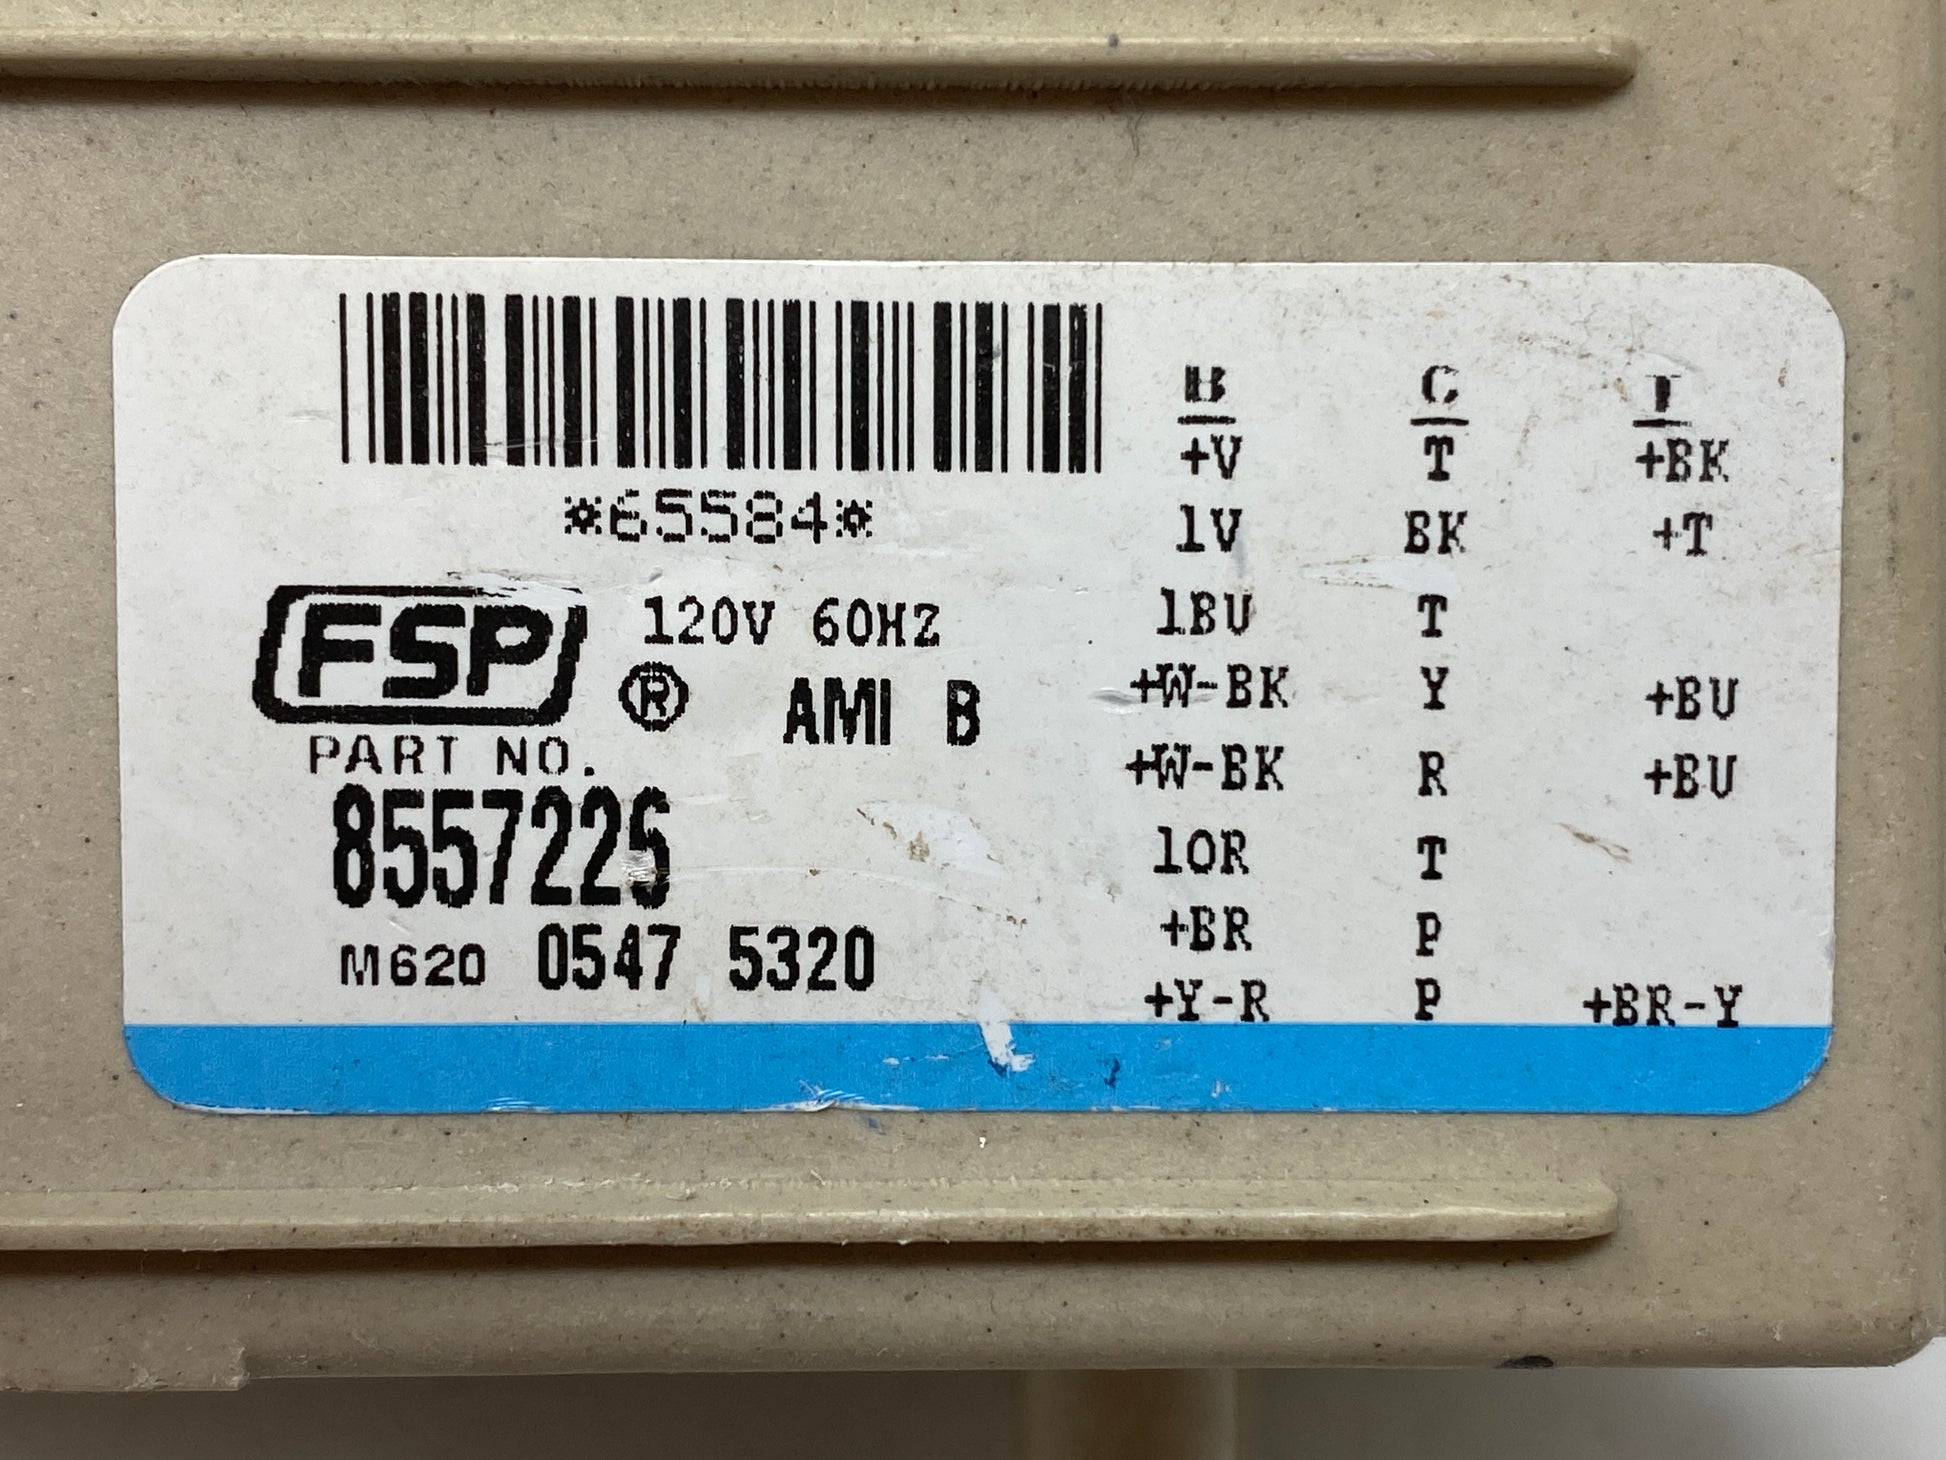 *65584*
FSP ® 120V 60HZ
AMI B
PART NO.
8557226
M620 0547 5320
B C T
+V T +BK
1V BK +T
1BU T
+W-BK Y +BU
+W-BK R +BU
1OR T
+BR P
+Y-R P +BR-Y